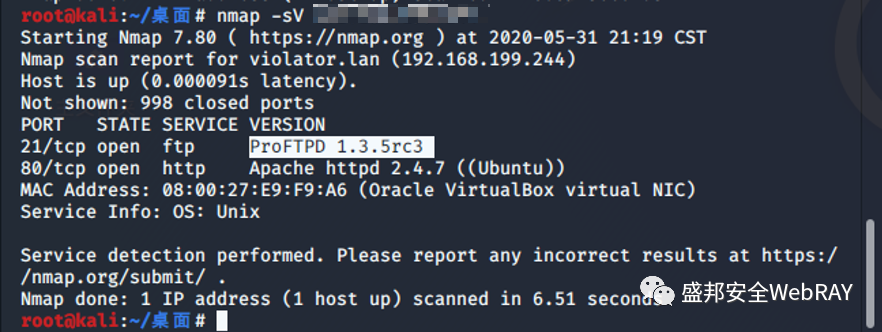 root@kali:~/桌面# nmap -sV
Starting Nmap 7.80 ( https://nmap.org ) at 2020-05-31 21:19 CST
Nmap scan report for violator.lan (192.168.199.244)
Host is up (0.000091s latency).
Not shown: 998 closed ports
PORT   STATE SERVICE VERSION
21/tcp open  ftp     ProFTPD 1.3.5rc3
80/tcp open  http    Apache httpd 2.4.7 ((Ubuntu))
MAC Address: 08:00:27:E9:F9:A6 (Oracle VirtualBox virtual NIC)
Service Info: OS: Unix
Service detection performed. Please report any incorrect results at https:/
/nmap.org/submit/ .
Nmap done: 1 IP address (1 host up) scanned in 6.51 seconds
盛邦安全WebRAY
root@kali:~/桌面#